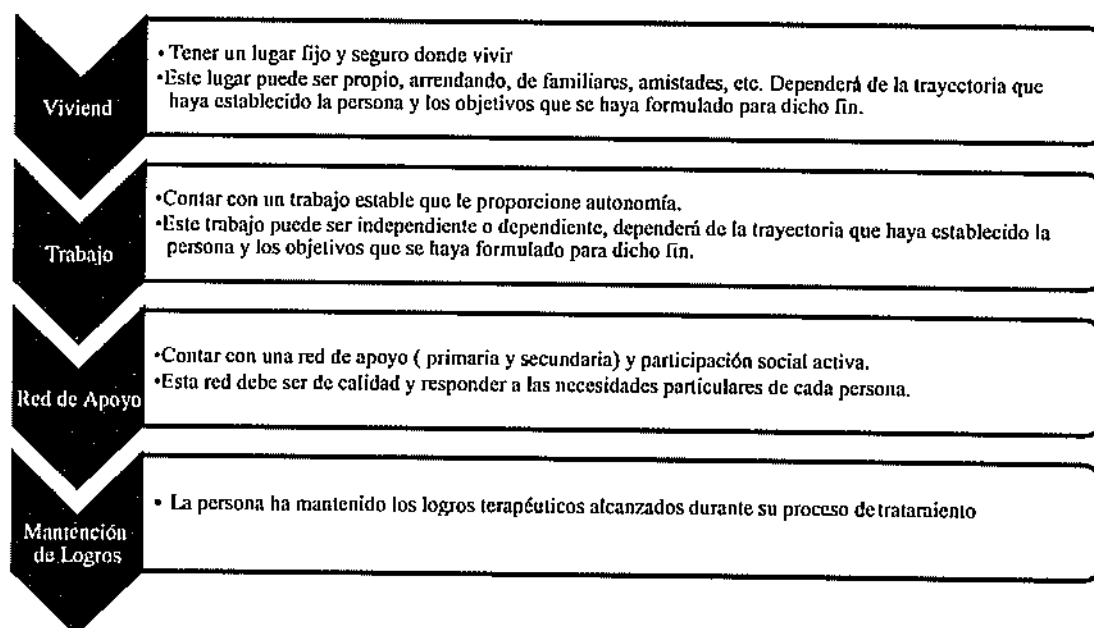 Viviend
• Tener un lugar fijo y seguro donde vivir
•Este lugar puede ser propio, arrendando, de familiares, amistades, etc. Dependerá de la trayectoria que
haya establecido la persona y los objetivos que se haya formulado para dicho fin.
Trabajo
•Contar con un trabajo estable que le proporcione autonomía.
•Este trabajo puede ser independiente o dependiente, dependerá de la trayectoria que haya establecido la
persona y los objetivos que se haya formulado para dicho fin.
Red de Apoyo
•Contar con una red de apoyo ( primaria y secundaria) y participación social activa.
•Esta red debe ser de calidad y responder a las necesidades particulares de cada persona.
Mantención
de Logros
• La persona ha mantenido los logros terapéuticos alcanzados durante su proceso de tratamiento